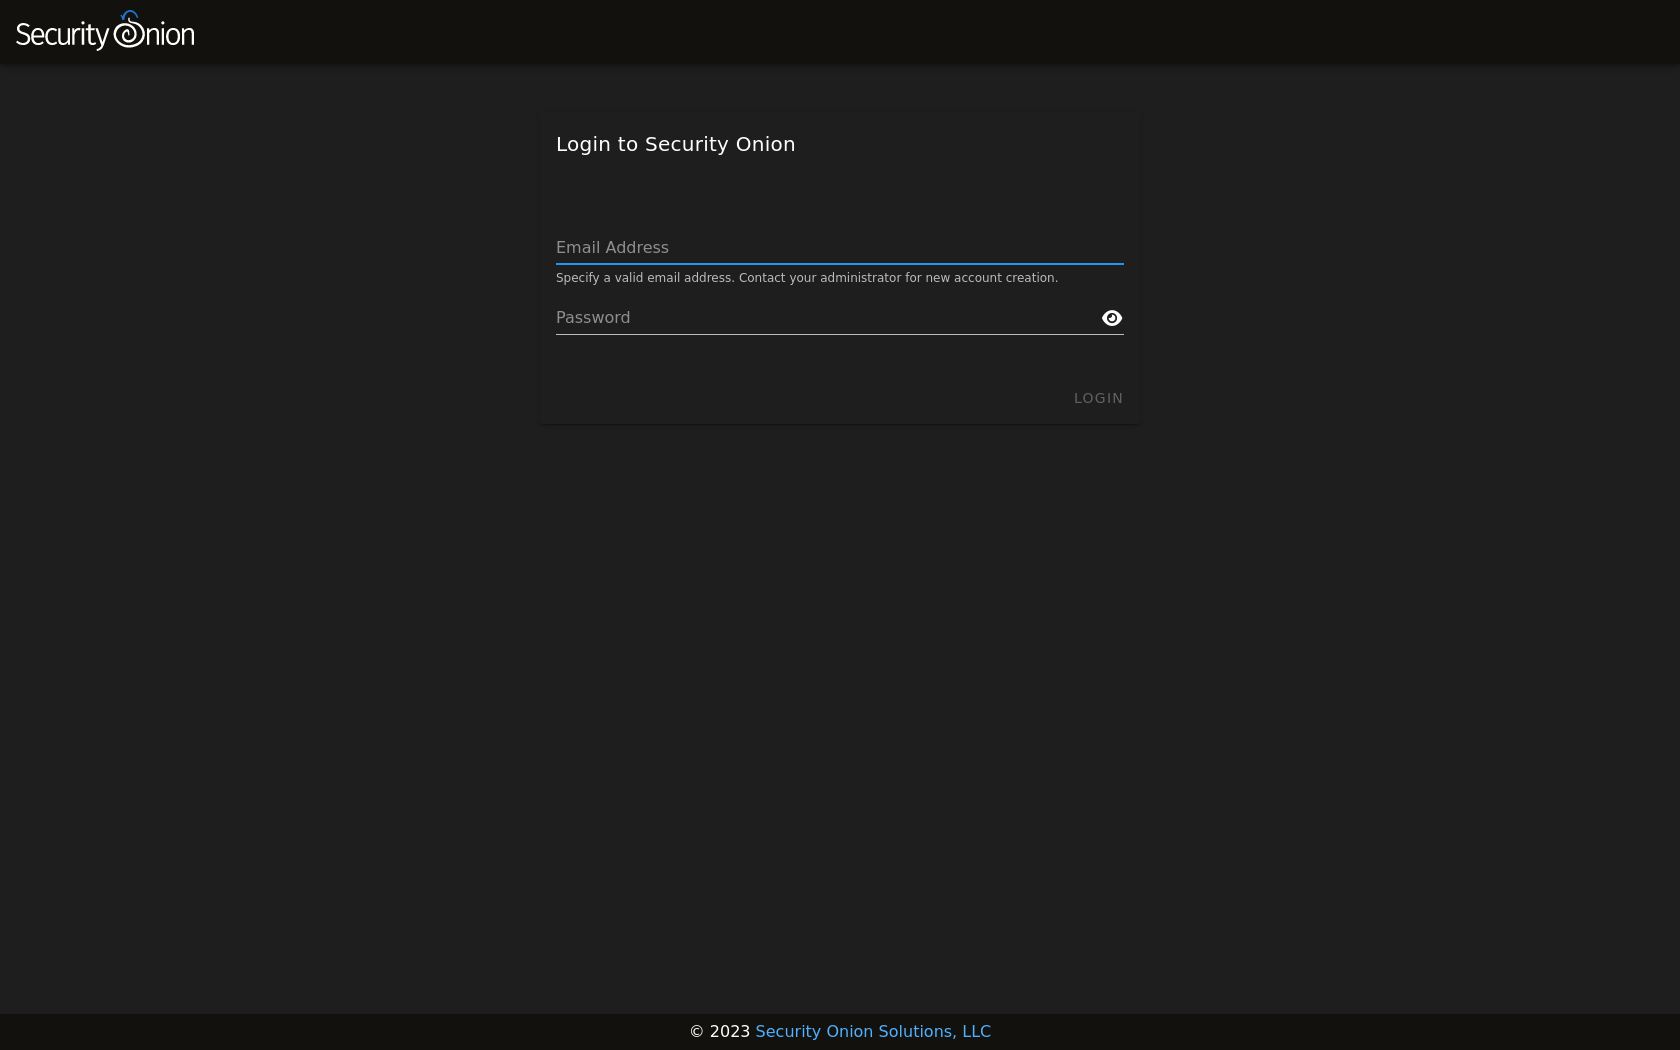 Security Onion
Login to Security Onion
Email Address
Specify a valid email address. Contact your administrator for new account creation.
Password
LOGIN
© 2023 Security Onion Solutions, LLC